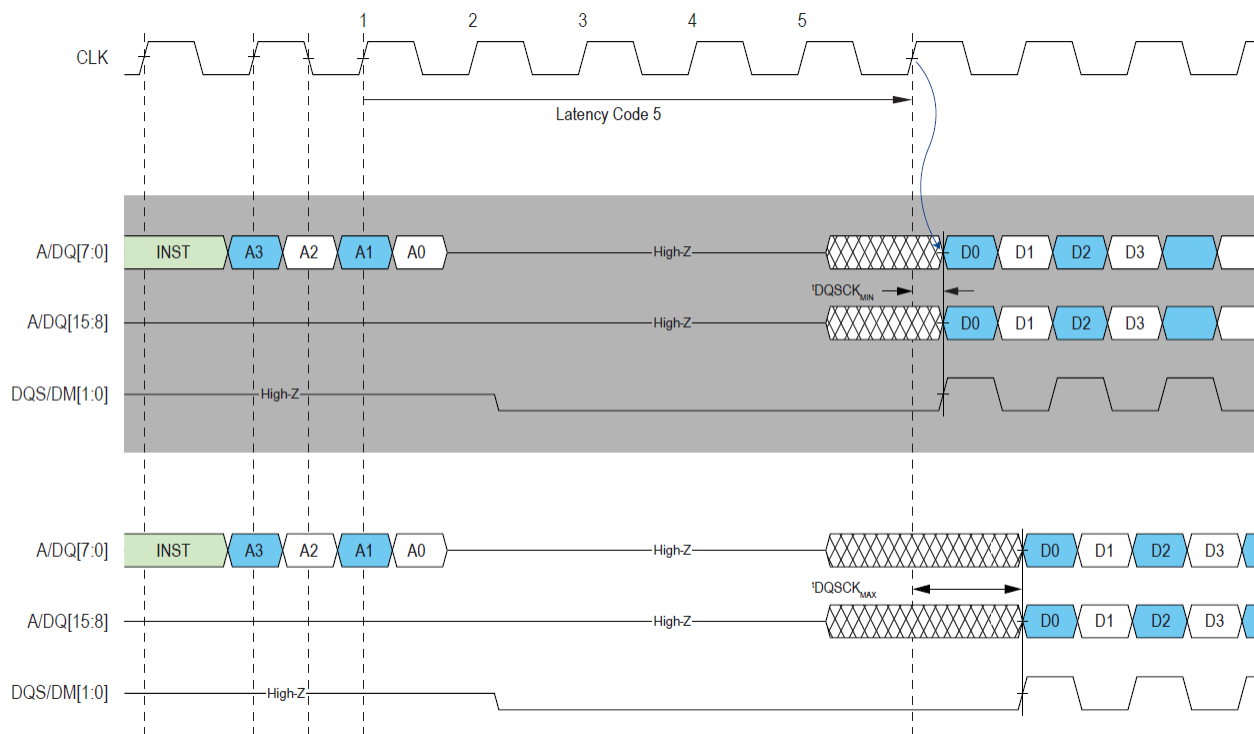 1 2 3 4 5
CLK
Latency Code 5
A/DQ[7:0] INST A3 A2 A1 A0 High-Z D0 D1 D2 D3
tDQSCKMIN
A/DQ[15:8] High-Z D0 D1 D2 D3
DQS/DM[1:0] High-Z
A/DQ[7:0] INST A3 A2 A1 A0 High-Z D0 D1 D2 D3
tDQSCKMAX
A/DQ[15:8] High-Z D0 D1 D2 D3
DQS/DM[1:0] High-Z